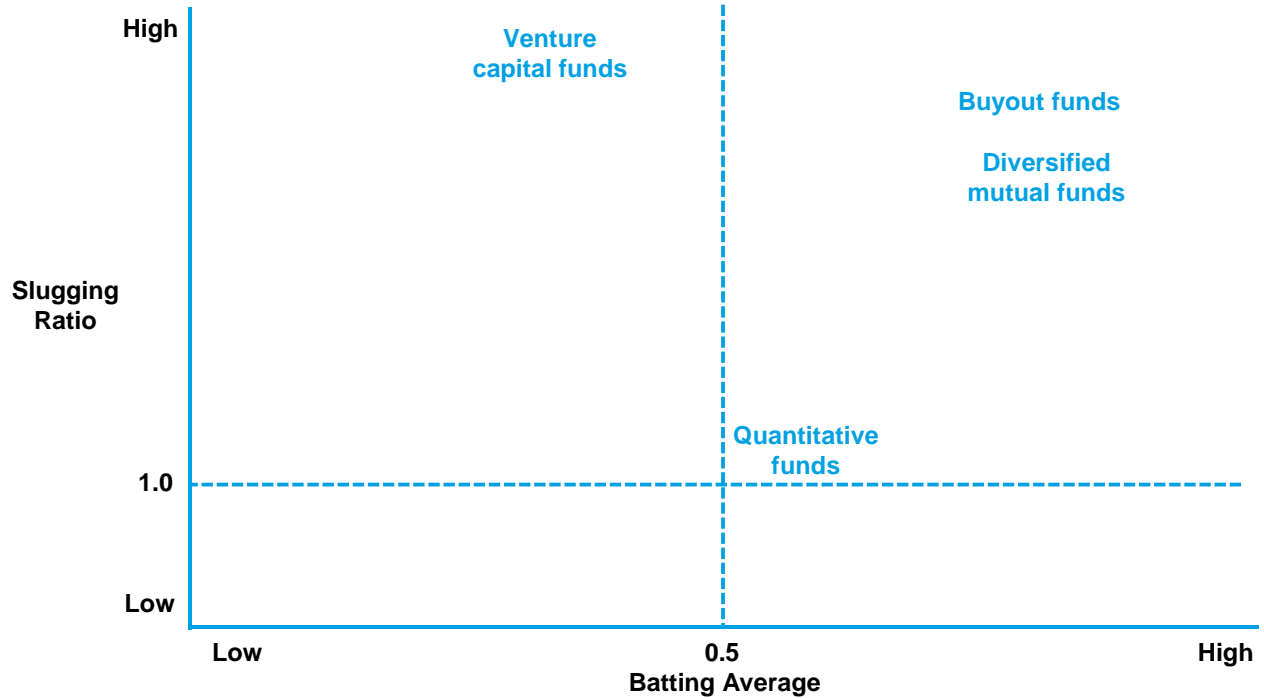 High
Venture
capital funds
Buyout funds
Diversified
mutual funds
Slugging
Ratio
Quantitative
funds
1.0
Low
Low
0.5
High
Batting Average